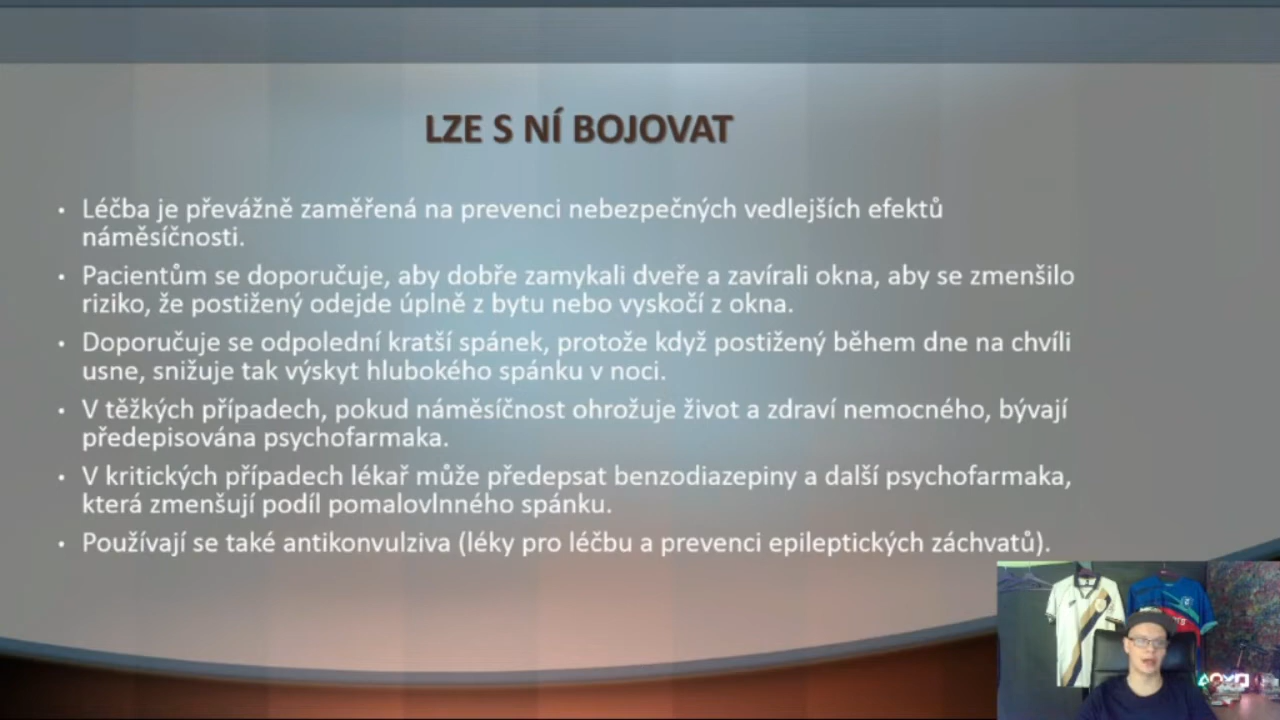 LZE S NÍ BOJOVAT
• Léčba je převážně zaměřená na prevenci nebezpečných vedlejších efektů
náměsíčnosti.
• Pacientům se doporučuje, aby dobře zamykali dveře a zavírali okna, aby se zmenšilo
riziko, že postižený odejde úplně z bytu nebo vyskočí z okna.
• Doporučuje se odpolední kratší spánek, protože když postižený během dne na chvíli
usne, snižuje tak výskyt hlubokého spánku v noci.
• V těžkých případech, pokud náměsíčnost ohrožuje život a zdraví nemocného, bývají
předepisována psychofarmaka.
• V kritických případech lékař může předepsat benzodiazepiny a další psychofarmaka,
která zmenšují podíl pomalovlnného spánku.
• Používají se také antikonvulziva (léky pro léčbu a prevenci epileptických záchvatů).